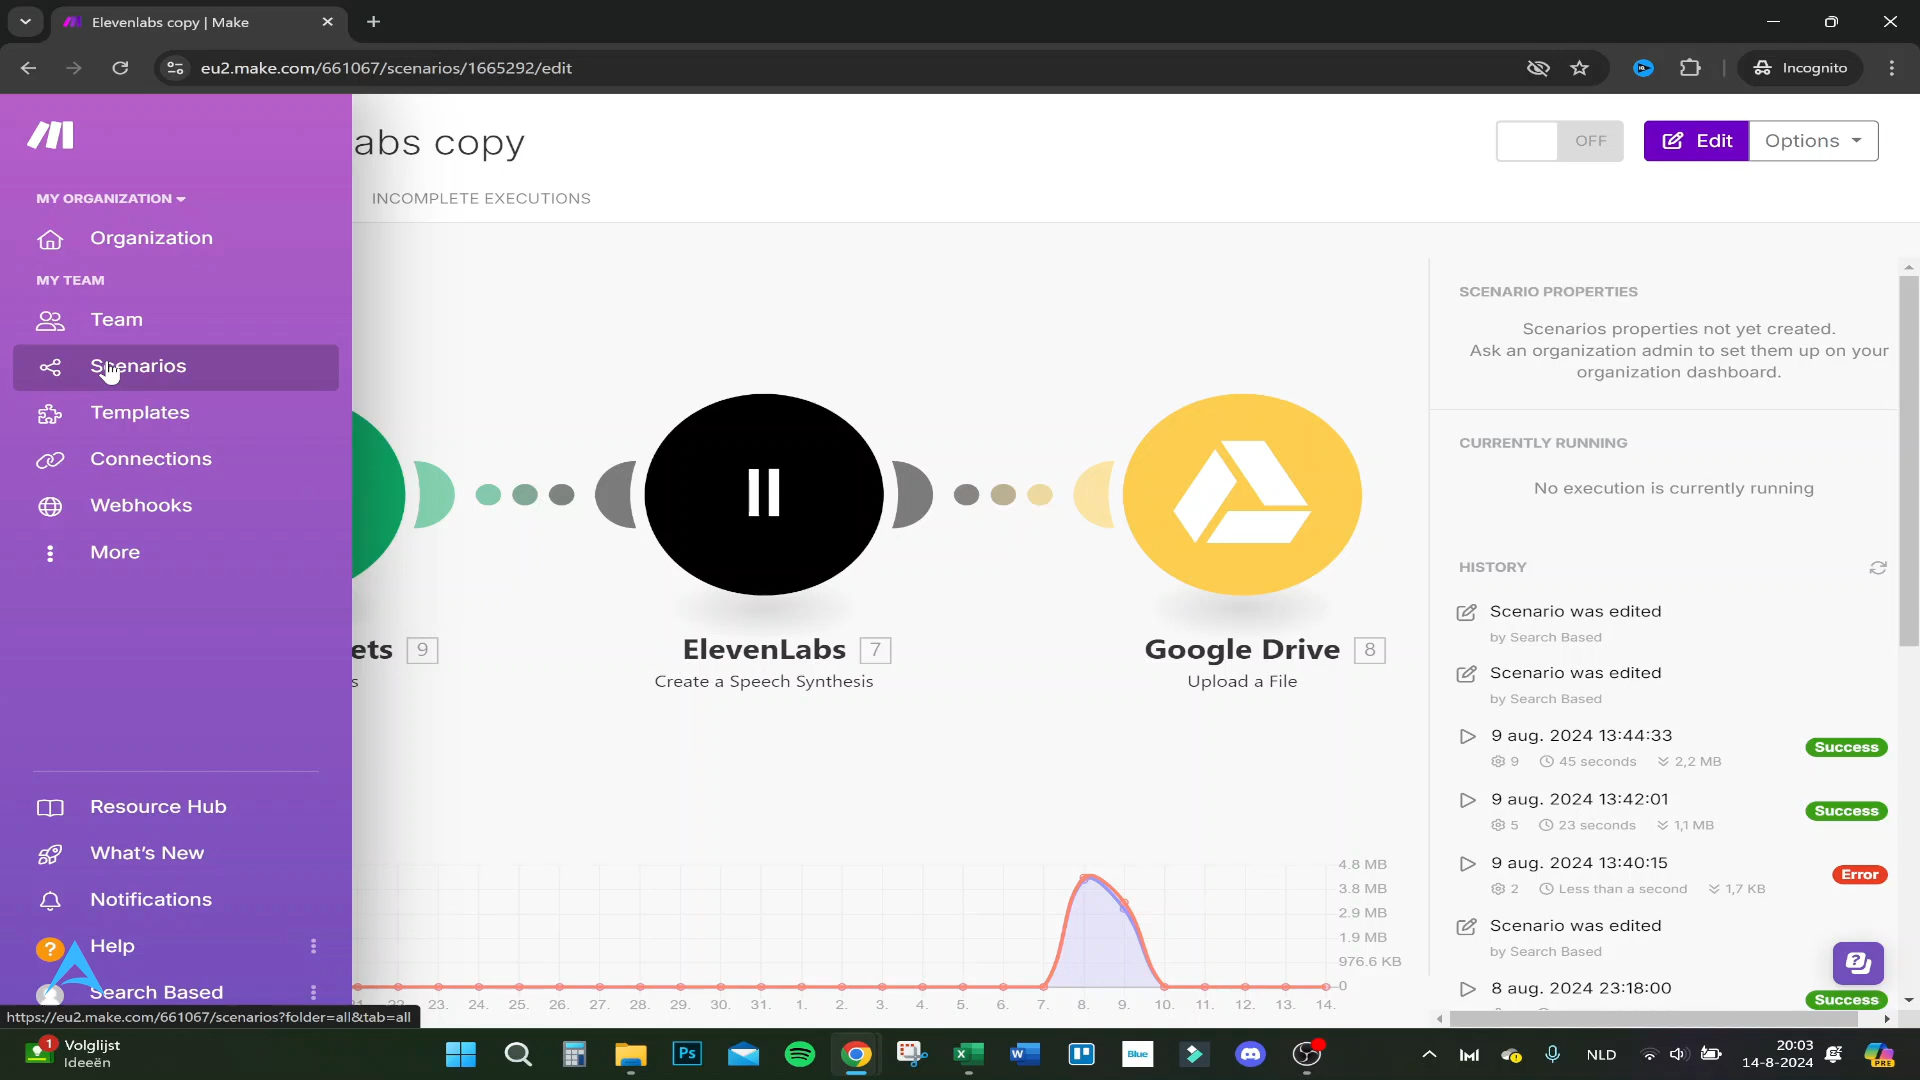 Elevenlabs copy | Make
eu2.make.com/661067/scenarios/1665292/edit
Incognito
abs copy
OFF
Edit
Options
INCOMPLETE EXECUTIONS
MY ORGANIZATION
Organization
MY TEAM
Team
Scenarios
Templates
Connections
Webhooks
More
Resource Hub
What's New
Notifications
? Help
Search Based
https://eu2.make.com/661067/scenarios?folder=all&tab=all
ets 9
s
ElevenLabs 7
Create a Speech Synthesis
Google Drive 8
Upload a File
4.8 MB
3.8 MB
2.9 MB
1.9 MB
976.6 KB
0
22. 23. 24. 25. 26. 27. 28. 29. 30. 31. 1. 2. 3. 4. 5. 6. 7. 8. 9. 10. 11. 12. 13. 14.
SCENARIO PROPERTIES
Scenarios properties not yet created.
Ask an organization admin to set them up on your
organization dashboard.
CURRENTLY RUNNING
No execution is currently running
HISTORY
Scenario was edited
by Search Based
Scenario was edited
by Search Based
9 aug. 2024 13:44:33
9 45 seconds 2,2 MB
Success
9 aug. 2024 13:42:01
5 23 seconds 1,1 MB
Success
9 aug. 2024 13:40:15
2 Less than a second 1,7 KB
Error
Scenario was edited
by Search Based
8 aug. 2024 23:18:00
Success
1
Volglijst
Ideeën
Ps
Blue
NLD
20:03
14-8-2024
PRE